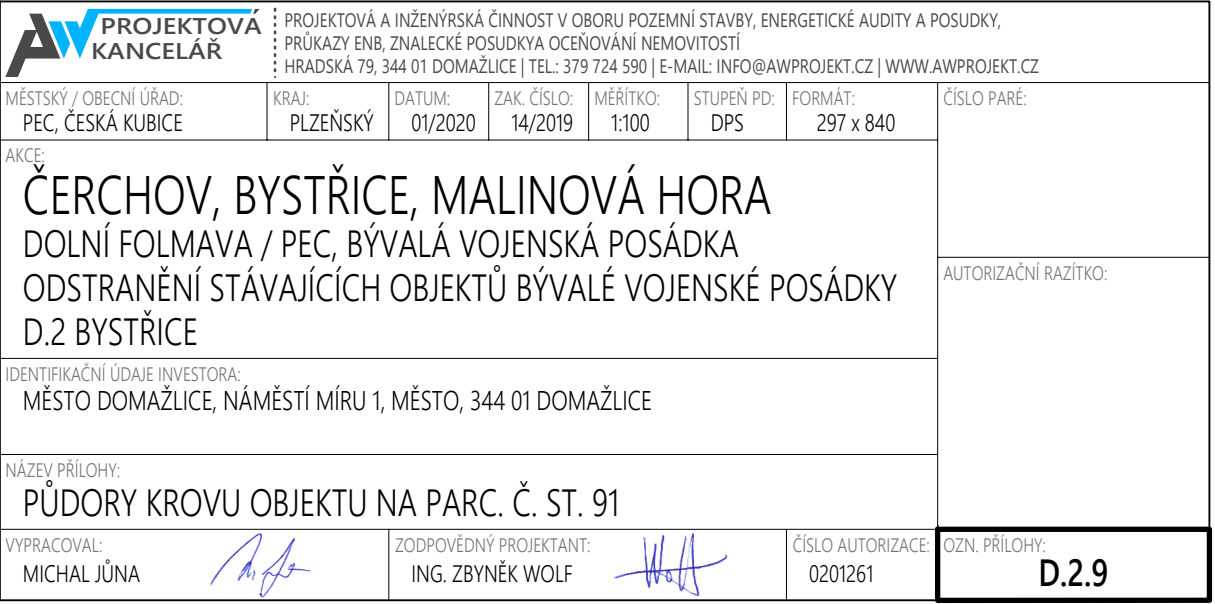 AW PROJEKTOVÁ
KANCELÁŘ
PROJEKTOVÁ A INŽENÝRSKÁ ČINNOST V OBORU POZEMNÍ STAVBY, ENERGETICKÉ AUDITY A POSUDKY,
PRŮKAZY ENB, ZNALECKÉ POSUDKYA OCEŇOVÁNÍ NEMOVITOSTÍ
HRADSKÁ 79, 344 01 DOMAŽLICE | TEL.: 379 724 590 | E-MAIL: INFO@AWPROJEKT.CZ | WWW.AWPROJEKT.CZ
MĚSTSKÝ / OBECNÍ ÚŘAD:
PEC, ČESKÁ KUBICE
KRAJ:
PLZEŇSKÝ
DATUM:
01/2020
ZAK. ČÍSLO:
14/2019
MĚŘÍTKO:
1:100
STUPEŇ PD:
DPS
FORMÁT:
297 x 840
ČÍSLO PARÉ:
AKCE:
ČERCHOV, BYSTŘICE, MALINOVÁ HORA
DOLNÍ FOLMAVA / PEC, BÝVALÁ VOJENSKÁ POSÁDKA
ODSTRANĚNÍ STÁVAJÍCÍCH OBJEKTŮ BÝVALÉ VOJENSKÉ POSÁDKY
D.2 BYSTŘICE
AUTORIZAČNÍ RAZÍTKO:
IDENTIFIKAČNÍ ÚDAJE INVESTORA:
MĚSTO DOMAŽLICE, NÁMĚSTÍ MÍRU 1, MĚSTO, 344 01 DOMAŽLICE
NÁZEV PŘÍLOHY:
PŮDORY KROVU OBJEKTU NA PARC. Č. ST. 91
VYPRACOVAL:
MICHAL JŮNA
ZODPOVĚDNÝ PROJEKTANT:
ING. ZBYNĚK WOLF
ČÍSLO AUTORIZACE:
0201261
OZN. PŘÍLOHY:
D.2.9